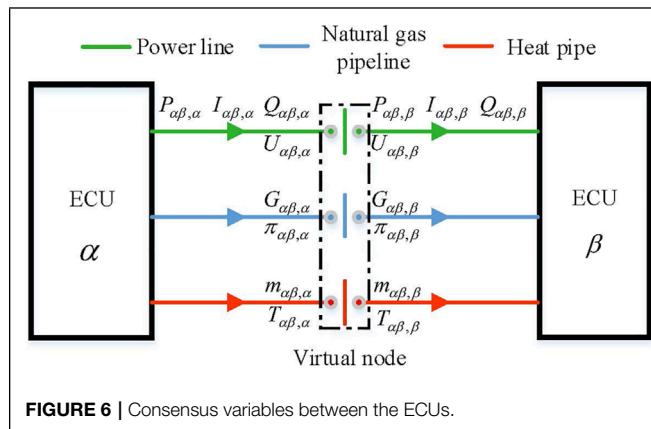 Power line
Natural gas pipeline
Heat pipe
P_{αβ,α} I_{αβ,α} Q_{αβ,α}
U_{αβ,α}
P_{αβ,β} I_{αβ,β} Q_{αβ,β}
U_{αβ,β}
ECU
α
G_{αβ,α}
π_{αβ,α}
G_{αβ,β}
π_{αβ,β}
ECU
β
m_{αβ,α}
T_{αβ,α}
m_{αβ,β}
T_{αβ,β}
Virtual node
FIGURE 6 | Consensus variables between the ECUs.